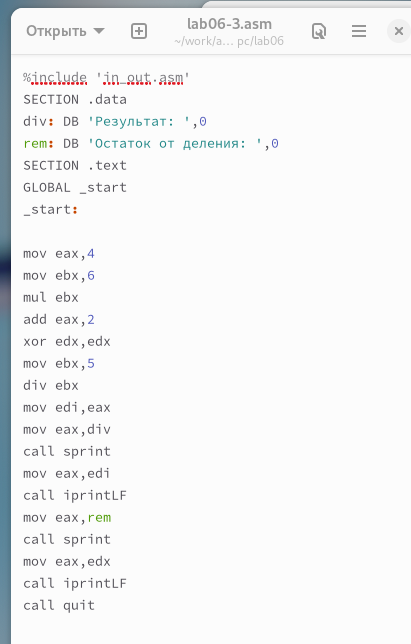 Открыть
lab06-3.asm
~/work/a... pc/lab06
%include 'in_out.asm'
SECTION .data
div: DB 'Результат: ',0
rem: DB 'Остаток от деления: ',0
SECTION .text
GLOBAL _start
_start:
mov eax,4
mov ebx,6
mul ebx
add eax,2
xor edx,edx
mov ebx,5
div ebx
mov edi,eax
mov eax,div
call sprint
mov eax,edi
call iprintLF
mov eax,rem
call sprint
mov eax,edx
call iprintLF
call quit